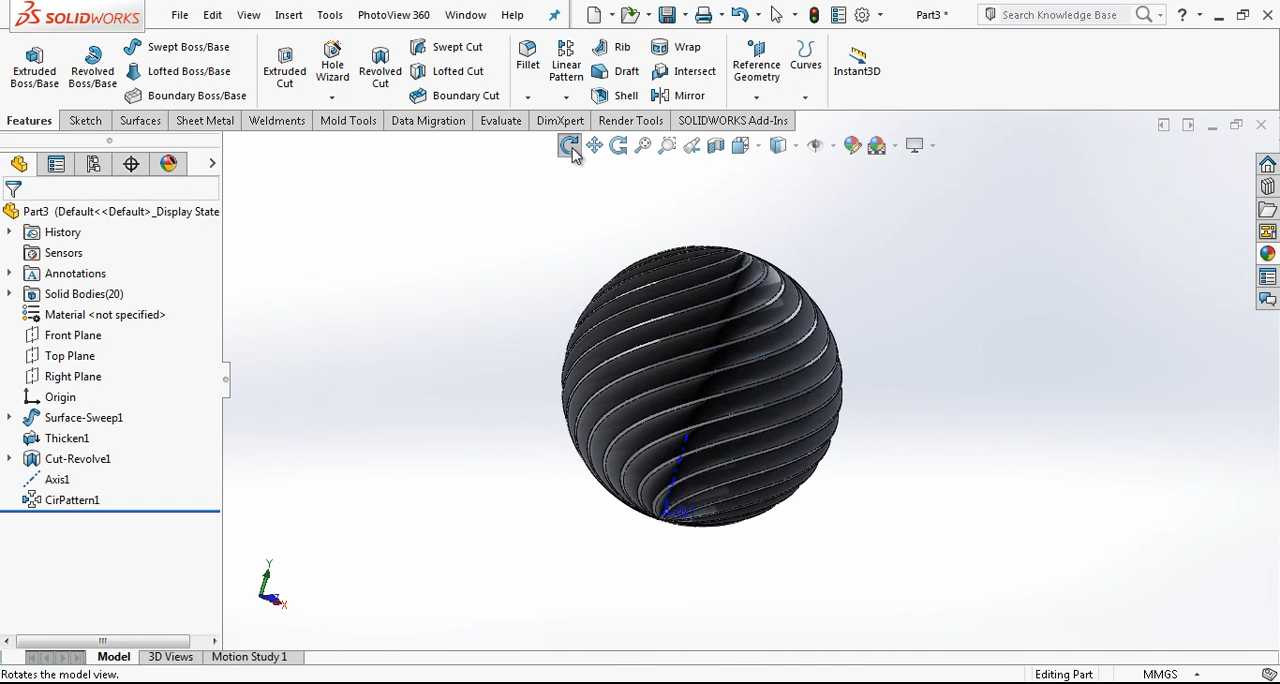 SOLIDWORKS File Edit View Insert Tools PhotoView 360 Window Help Part3 * Search Knowledge Base ?
Extruded Boss/Base
Revolved Boss/Base
Swept Boss/Base
Lofted Boss/Base
Boundary Boss/Base
Extruded Cut
Hole Wizard
Revolved Cut
Swept Cut
Lofted Cut
Boundary Cut
Fillet
Linear Pattern
Rib
Draft
Shell
Wrap
Intersect
Mirror
Reference Geometry
Curves
Instant3D
Features Sketch Surfaces Sheet Metal Weldments Mold Tools Data Migration Evaluate DimXpert Render Tools SOLIDWORKS Add-Ins
Part3 (Default<<Default>_Display State
History
Sensors
Annotations
Solid Bodies(20)
Material <not specified>
Front Plane
Top Plane
Right Plane
Origin
Surface-Sweep1
Thicken1
Cut-Revolve1
Axis1
CirPattern1
Y
X
Model 3D Views Motion Study 1
Rotates the model view. Editing Part MMGS